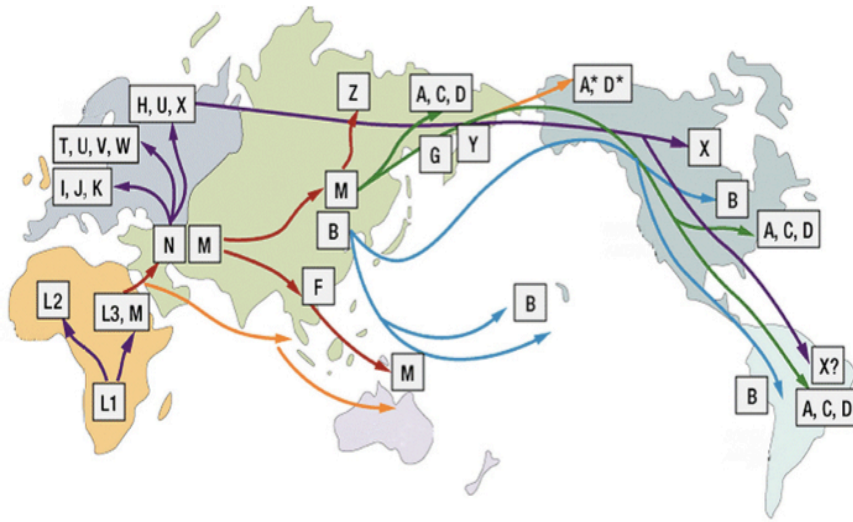 Z
A, C, D
A,* D*
H, U, X
T, U, V, W
G
Y
X
I, J, K
M
B
B
A, C, D
N
M
F
L2
L3, M
B
M
X?
L1
B
A, C, D